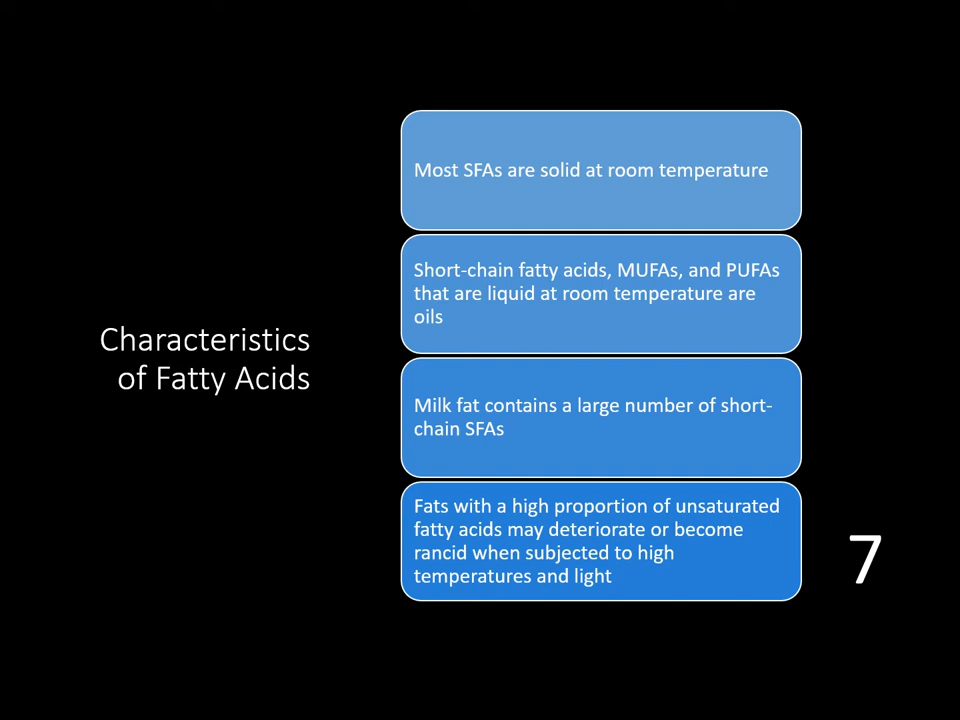 Characteristics
of Fatty Acids
Most SFAs are solid at room temperature
Short-chain fatty acids, MUFAs, and PUFAs
that are liquid at room temperature are
oils
Milk fat contains a large number of short-
chain SFAs
Fats with a high proportion of unsaturated
fatty acids may deteriorate or become
rancid when subjected to high
temperatures and light
7